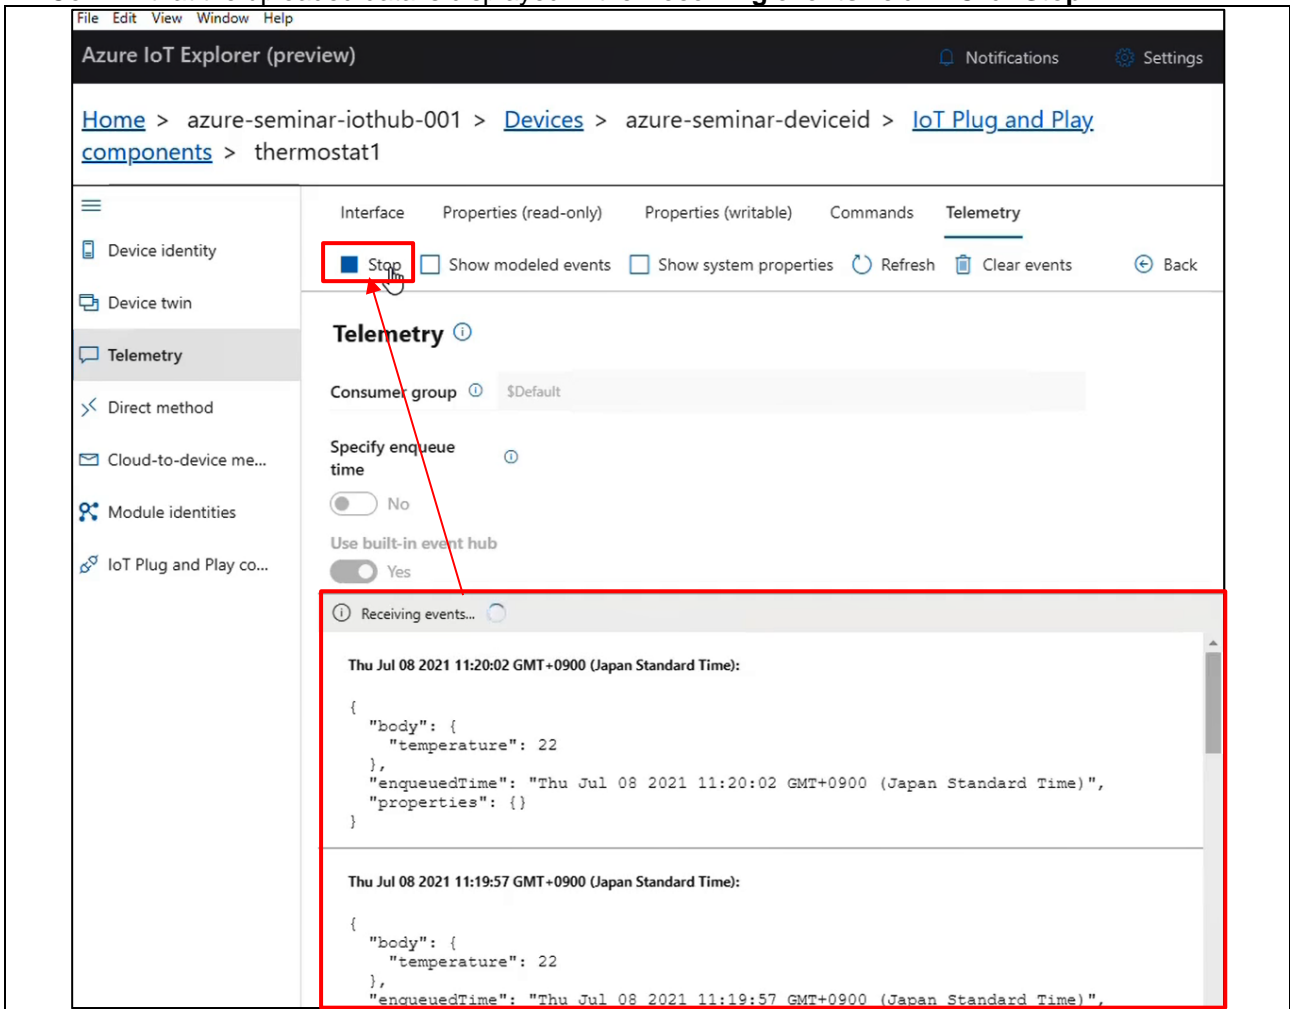 File Edit View Window Help
Azure IoT Explorer (preview)
Notifications
Settings
Home > azure-seminar-iothub-001 > Devices > azure-seminar-deviceid > IoT Plug and Play
components > thermostat1
Interface Properties (read-only) Properties (writable) Commands Telemetry
Stop Show modeled events Show system properties Refresh Clear events Back
Device identity
Device twin
Telemetry
Direct method
Cloud-to-device me...
Module identities
IoT Plug and Play co...
Telemetry
Consumer group $Default
Specify enqueue
time
No
Use built-in event hub
Yes
Receiving events...
Thu Jul 08 2021 11:20:02 GMT+0900 (Japan Standard Time):
{
"body": {
"temperature": 22
},
"enqueuedTime": "Thu Jul 08 2021 11:20:02 GMT+0900 (Japan Standard Time)",
"properties": {}
}
Thu Jul 08 2021 11:19:57 GMT+0900 (Japan Standard Time):
{
"body": {
"temperature": 22
},
"enqueuedTime": "Thu Jul 08 2021 11:19:57 GMT+0900 (Japan Standard Time)",